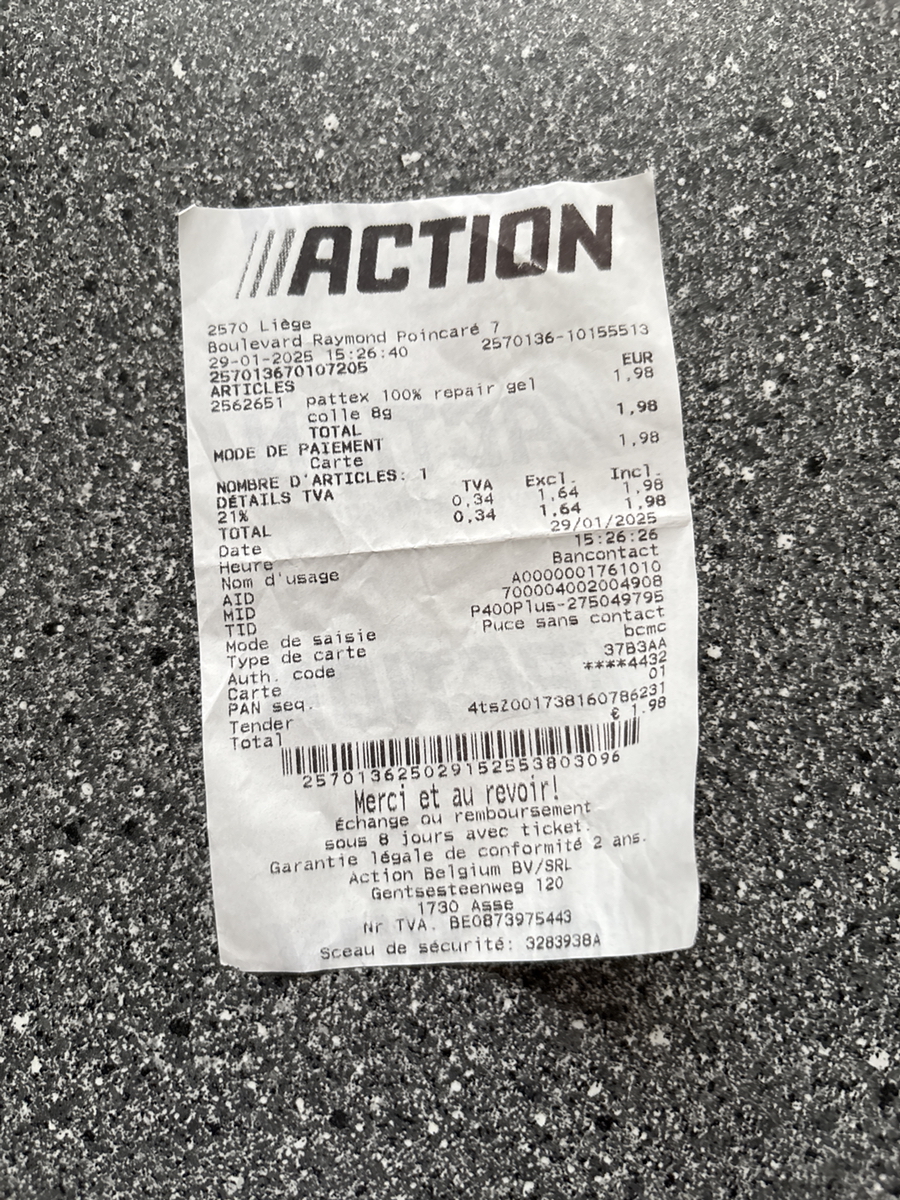 ///ACTION
2570 Liège
Boulevard Raymond Poincaré 7
29-01-2025 15:26:40 2570136-10155513
257013670107205
ARTICLES EUR
2562651 pattex 100% repair gel 1,98
colle 8g
TOTAL 1,98
MODE DE PAIEMENT
Carte 1,98
NOMBRE D'ARTICLES: 1
DÉTAILS TVA TVA Excl. Incl.
21% 0,34 1,64 1,98
TOTAL 0,34 1,64 1,98
Date 29/01/2025
Heure 15:26:26
Nom d'usage Bancontact
AID A0000001761010
MID 700004002004908
TID P400Plus-275049795
Mode de saisie Puce sans contact
Type de carte bcmc
Auth. code 37B3AA
Carte ****4432
PAN seq. 01
Tender 4tsZ001738160786231
Total € 1.98
257013625029152553803096
Merci et au revoir!
Échange ou remboursement
sous 8 jours avec ticket.
Garantie légale de conformité 2 ans.
Action Belgium BV/SRL
Gentsesteenweg 120
1730 Asse
Nr TVA. BE0873975443
Sceau de sécurité: 3283938A